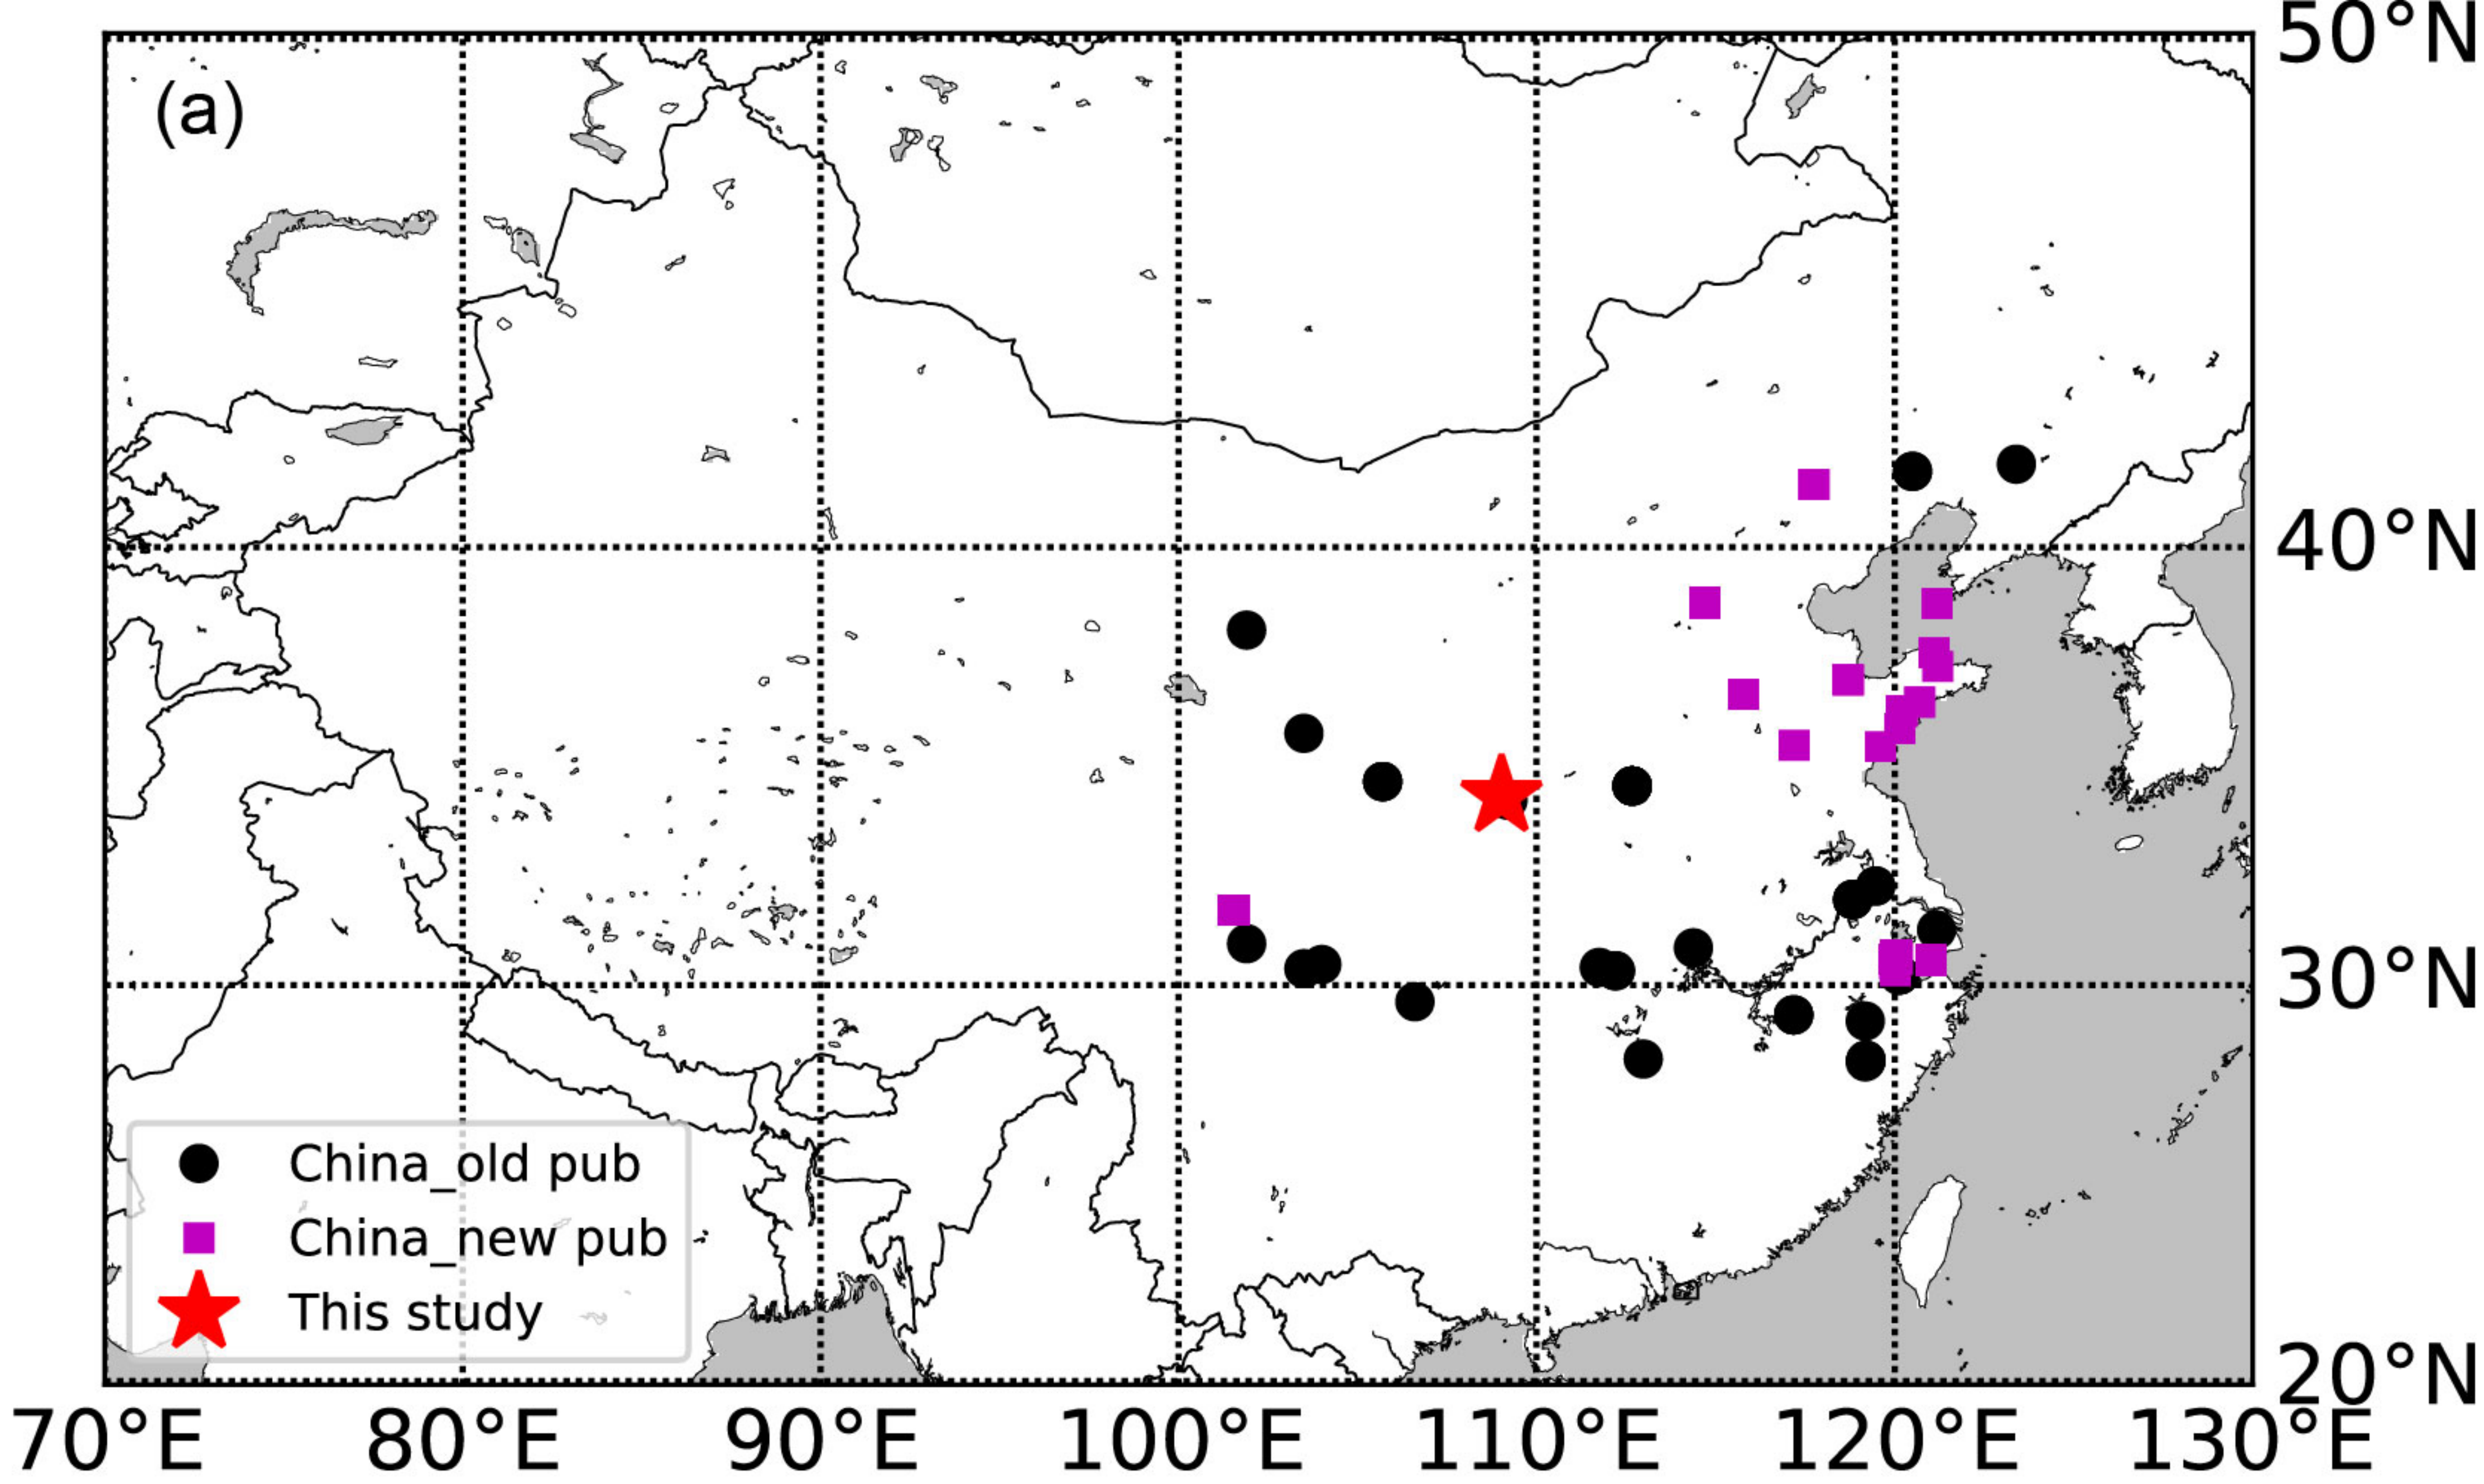 (a)
50°N
40°N
30°N
20°N
China_old pub
China_new pub
This study
70°E 80°E 90°E 100°E 110°E 120°E 130°E